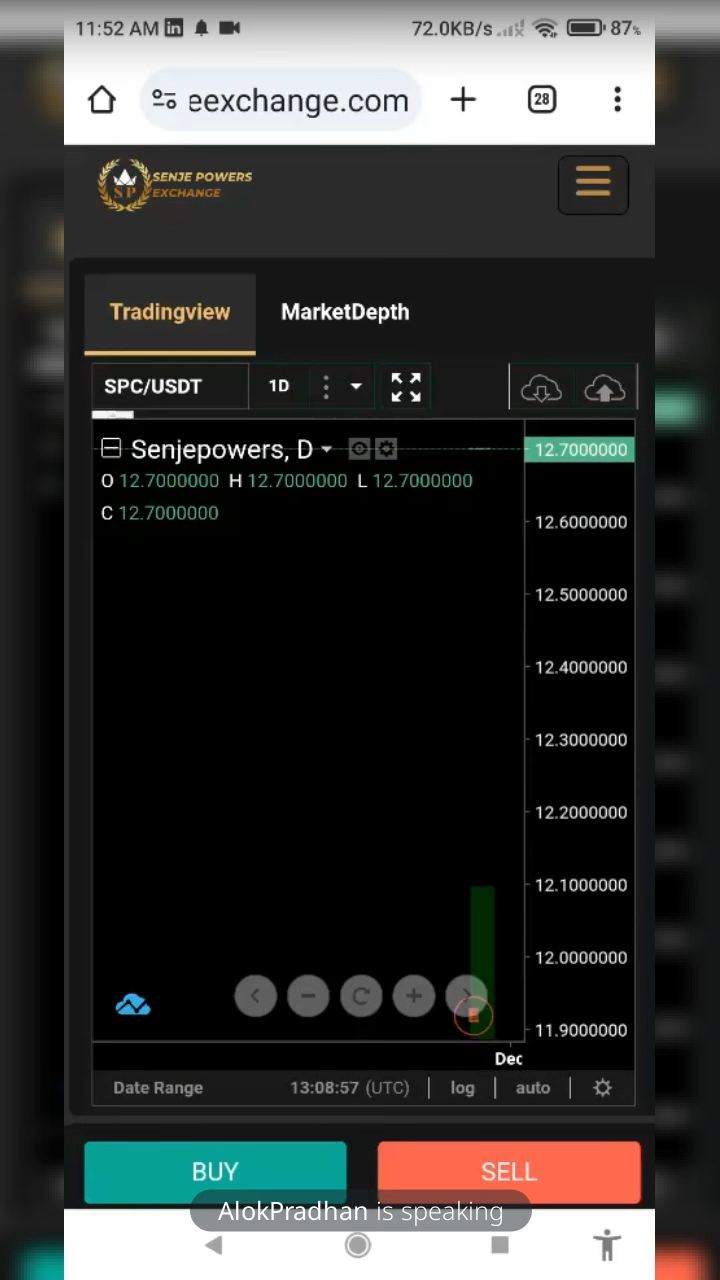 11:52 AM
72.0KB/s 87%
eexchange.com
28
SENJE POWERS
EXCHANGE
SP
Tradingview MarketDepth
SPC/USDT 1D
Senjepowers, D
O 12.7000000 H 12.7000000 L 12.7000000
C 12.7000000
12.7000000
12.6000000
12.5000000
12.4000000
12.3000000
12.2000000
12.1000000
12.0000000
11.9000000
Dec
Date Range 13:08:57 (UTC) log auto
BUY SELL
AlokPradhan is speaking